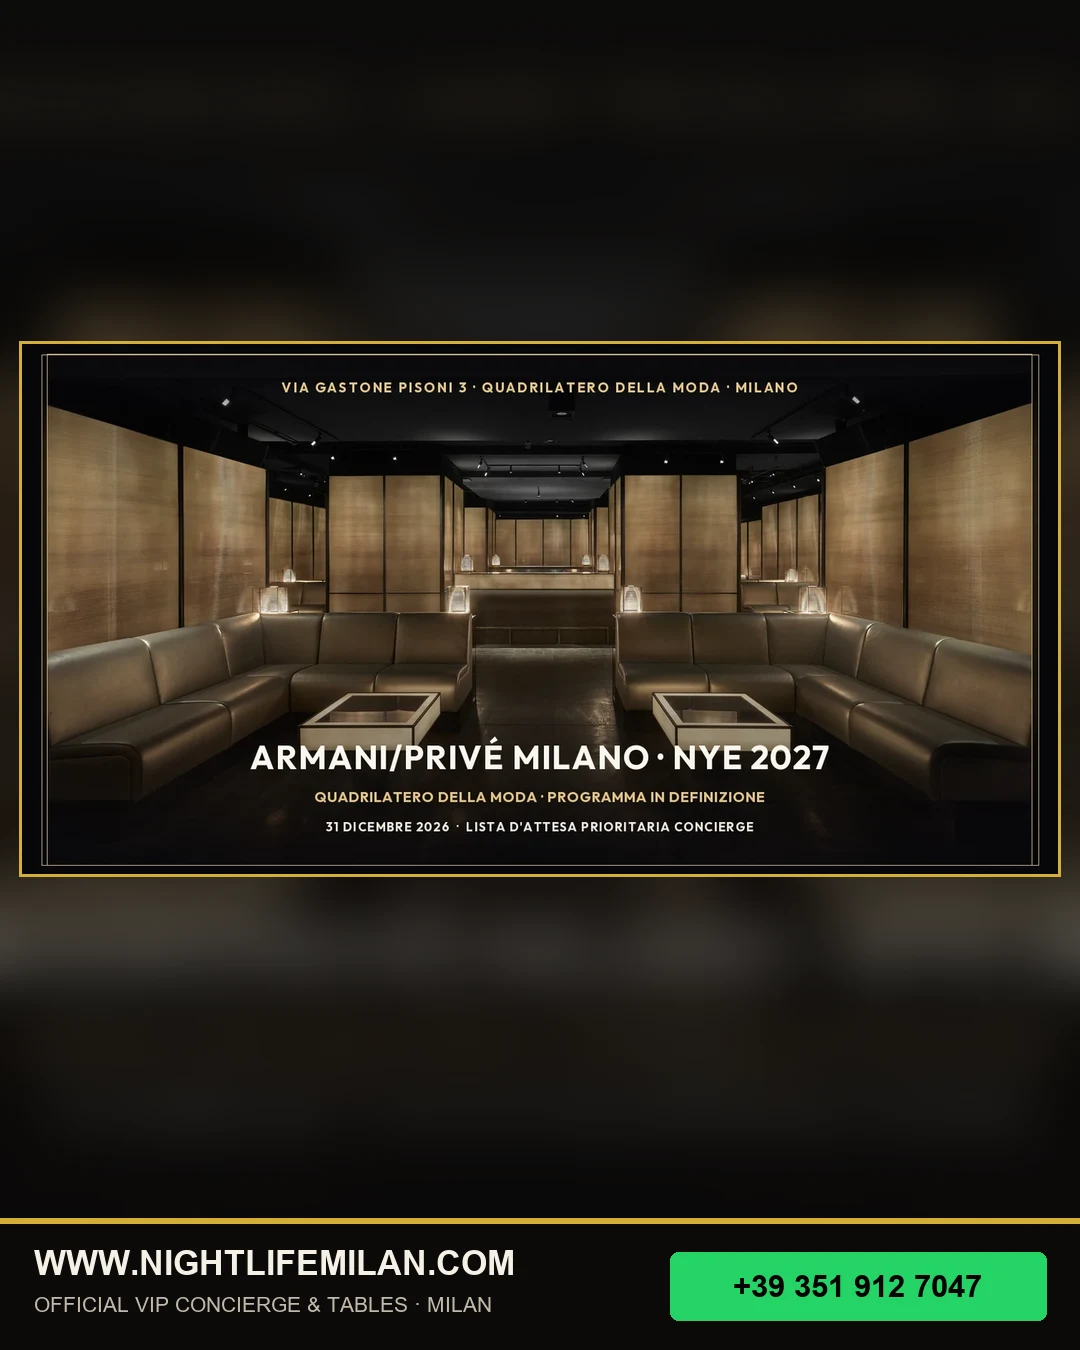 VIA GASTONE PISONI 3 · QUADRILATERO DELLA MODA · MILANO
ARMANI/PRIVÉ MILANO · NYE 2027
QUADRILATERO DELLA MODA · PROGRAMMA IN DEFINIZIONE
31 DICEMBRE 2026 · LISTA D'ATTESA PRIORITARIA CONCIERGE
WWW.NIGHTLIFEMILAN.COM
OFFICIAL VIP CONCIERGE & TABLES · MILAN
+39 351 912 7047